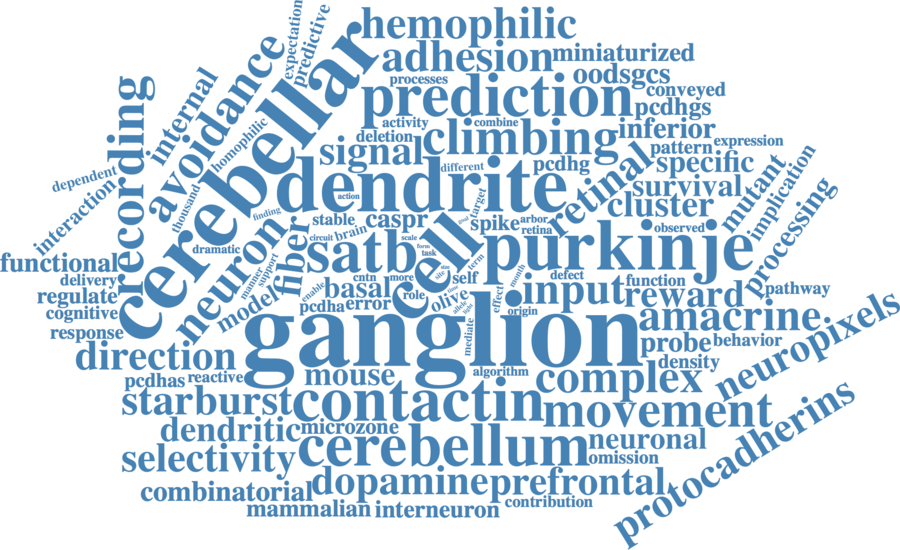 expectation
predictive
hemophilic
adhesion
miniaturized
processes
oodsgcs
conveyed
prediction
pcdhgs
internal
avoidance
cerebellar
recording
homophilic
activity
combine
deletion
climbing
inferior
signal
pattern
expression
different
pcdhg
specific
retinal
mutant
implication
dependent
interaction
thousand
dendrite
action
survival
cluster
processing
target
finding
stable
caspr
spike
arbor
retina
observed
dramatic
neuron
fiber
circuit
brain
scale
form
task
satb
cell
purkinje
functional
delivery
regulate
cognitive
response
manner
support
model
enable
basal
cntn
more
self
term
defect
function
pathway
pcdha
error
role
olive
size
effect
month
input
reward
origin
ganglion
mediate
amacrine
probe
behavior
density
neuropixels
direction
pcdhas
reactive
mouse
algorithm
complex
starburst
contactin
movement
dendritic
microzone
cerebellum
neuronal
selectivity
omission
protocadherins
combinatorial
dopamine
prefrontal
mammalian
interneuron
contribution